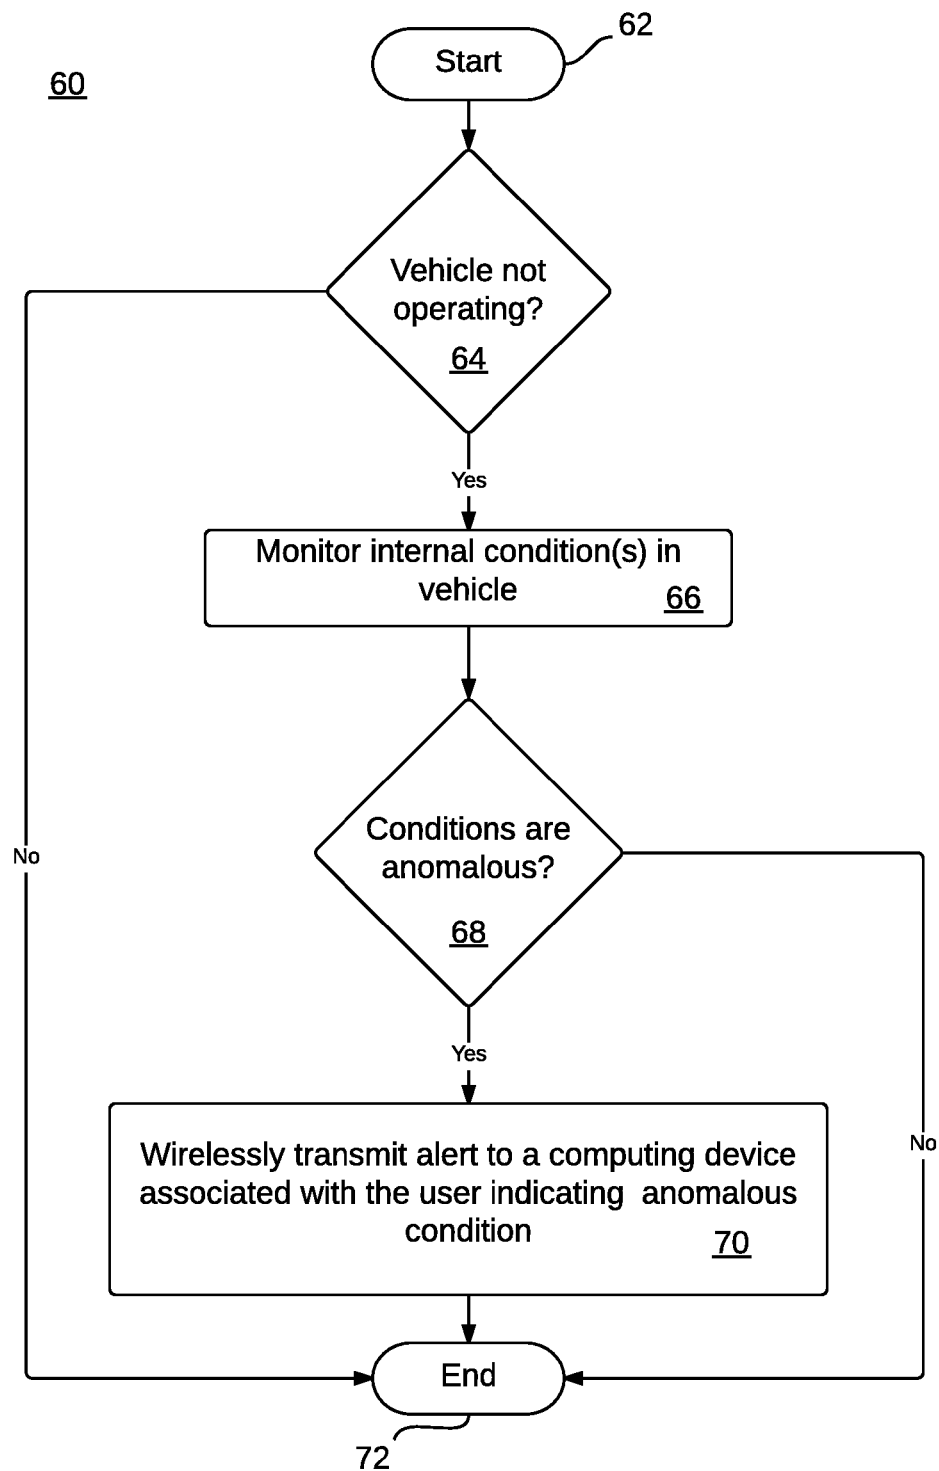 62
Start
60
Vehicle not
operating?
64
Yes
Monitor internal condition(s) in
vehicle
66
Conditions are
anomalous?
68
No
Yes
No
Wirelessly transmit alert to a computing device
associated with the user indicating anomalous
condition
70
End
72